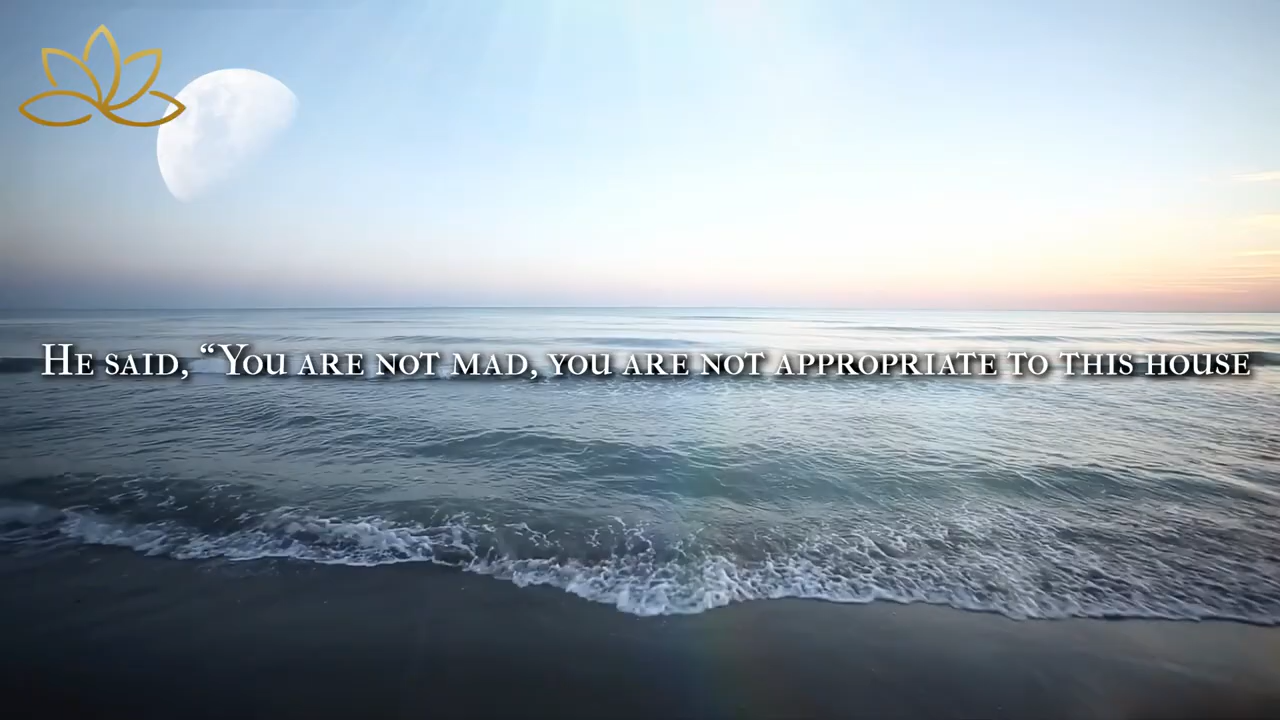 He said, “You are not mad, you are not appropriate to this house